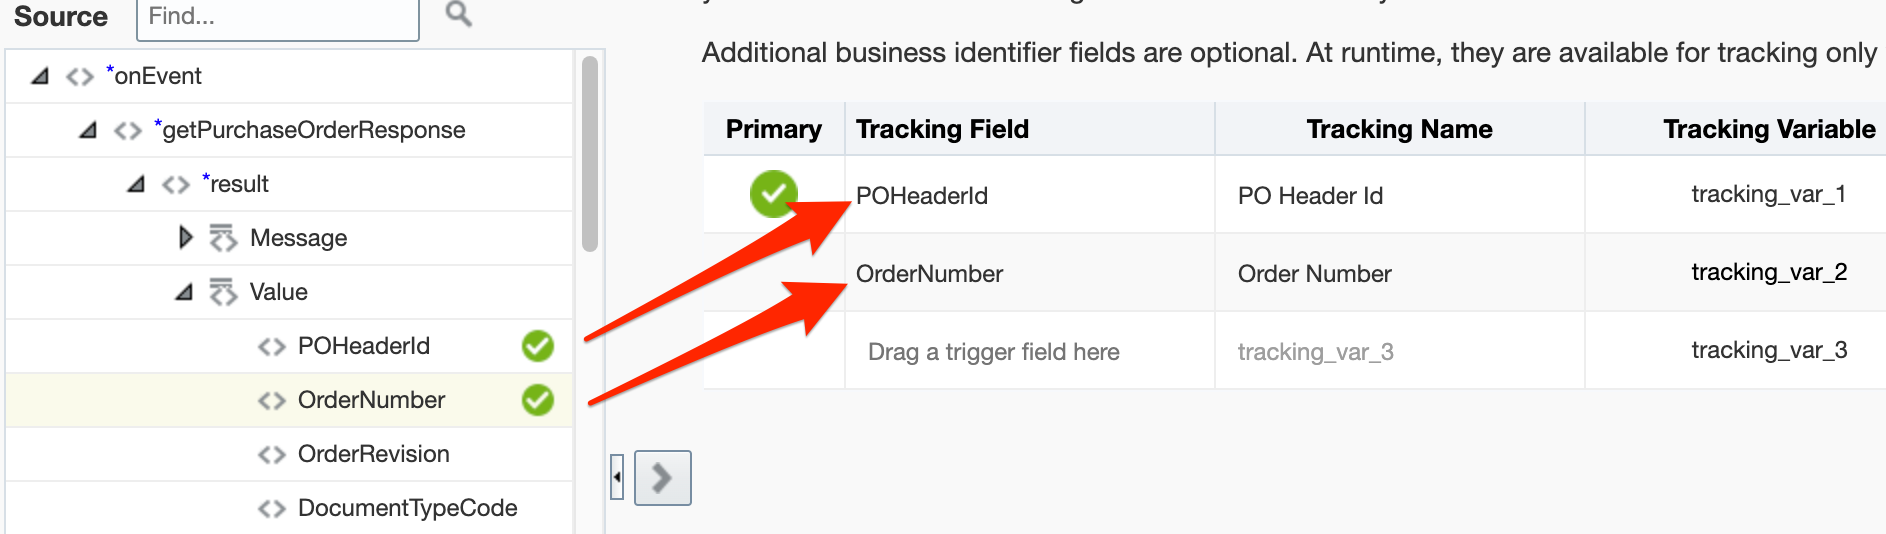 Source
Find...
*onEvent
*getPurchaseOrderResponse
*result
Message
Value
POHeaderId
OrderNumber
OrderRevision
DocumentTypeCode
Additional business identifier fields are optional. At runtime, they are available for tracking only
Primary Tracking Field Tracking Name Tracking Variable
POHeaderId PO Header Id tracking_var_1
OrderNumber Order Number tracking_var_2
Drag a trigger field here tracking_var_3 tracking_var_3